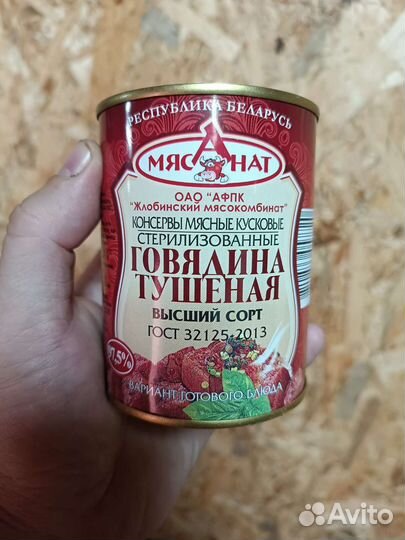 РЕСПУБЛИКА БЕЛАРУСЬ
МЯСНАТ
ОАО "АФПК
"Жлобинский мясокомбинат"
КОНСЕРВЫ МЯСНЫЕ КУСКОВЫЕ
СТЕРИЛИЗОВАННЫЕ
ГОВЯДИНА
ТУШЕНАЯ
ВЫСШИЙ СОРТ
ГОСТ 32125-2013
97,5%
ВАРИАНТ ГОТОВОГО БЛЮДА
Avito